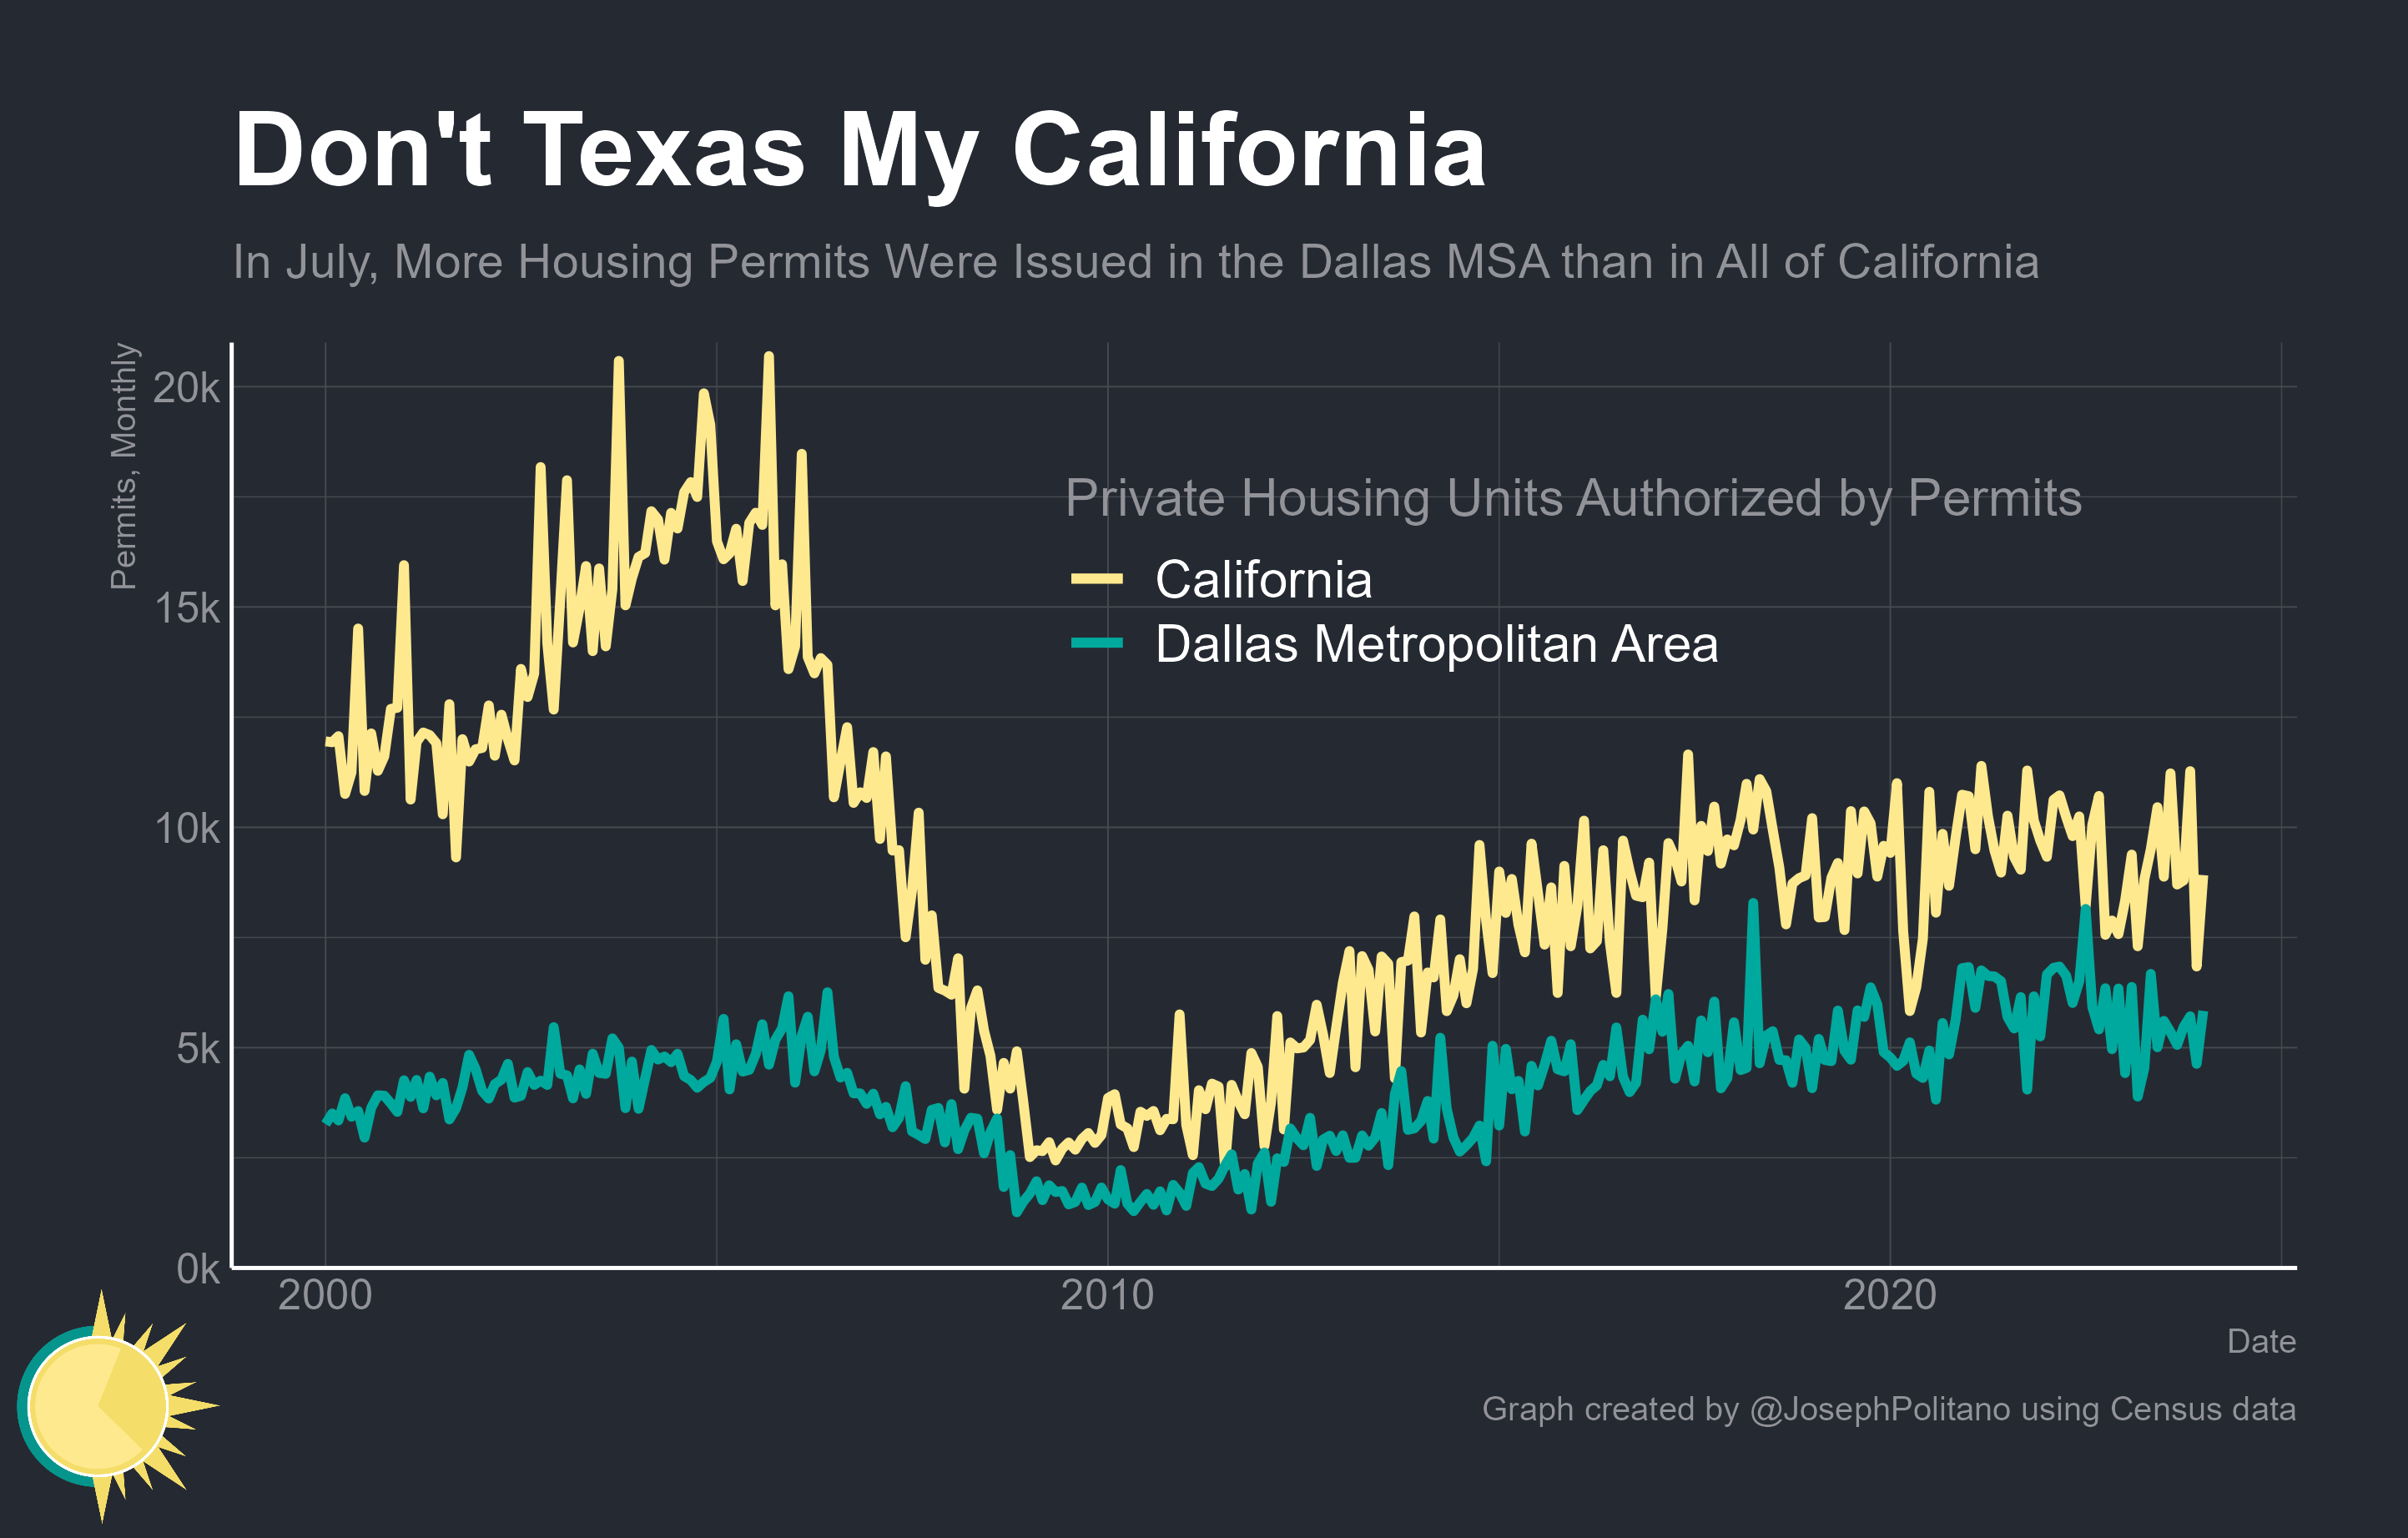 Don't Texas My California
In July, More Housing Permits Were Issued in the Dallas MSA than in All of California
Permits, Monthly
20k
15k
10k
5k
0k
Private Housing Units Authorized by Permits
California
Dallas Metropolitan Area
2000
2010
2020
Date
Graph created by @JosephPolitano using Census data